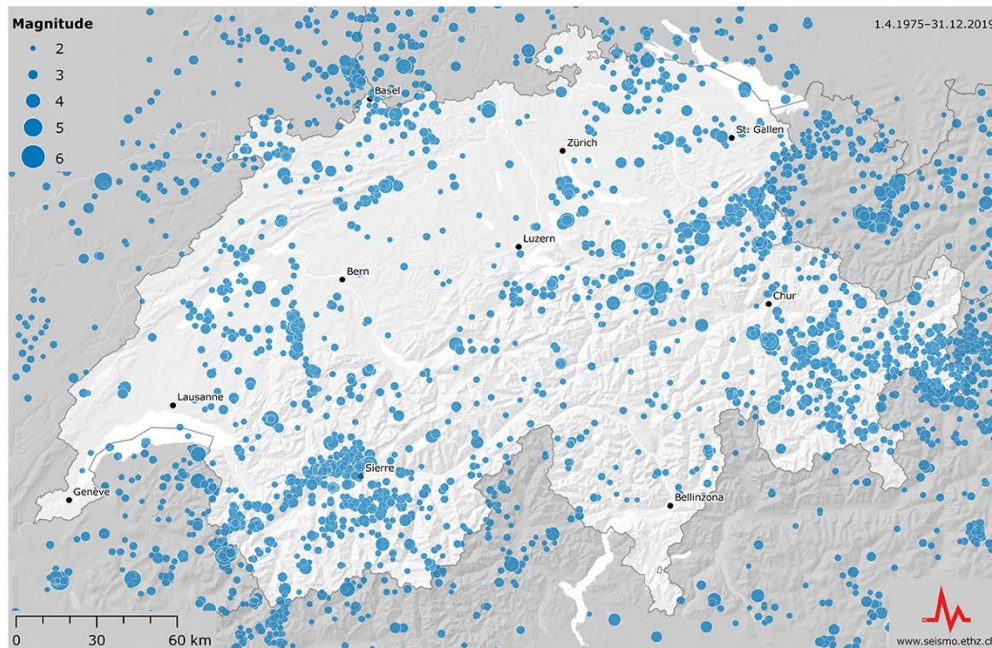 Magnitude
2
3
4
5
6
1.4.1975–31.12.2019
Basel
St. Gallen
Zürich
Luzern
Bern
Chur
Lausanne
Sierre
Genève
Bellinzona
0 30 60 km
www.seismo.ethz.ch